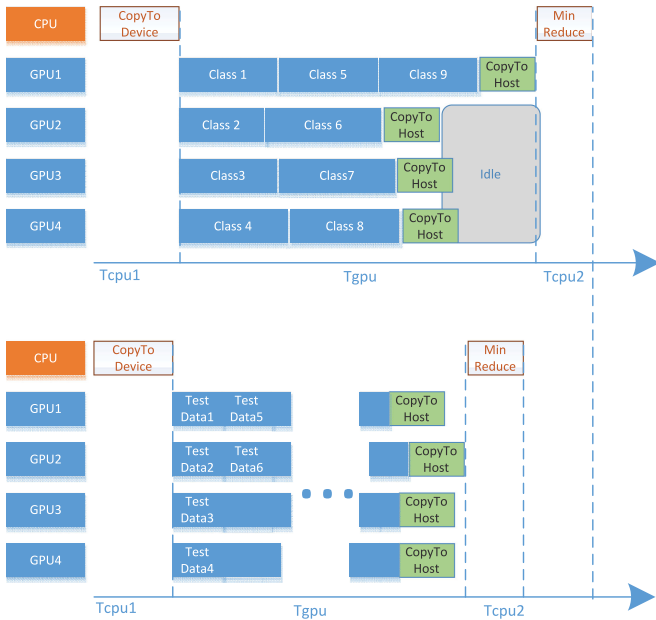 CPU
CopyTo
Device
Min
Reduce
GPU1
Class 1
Class 5
Class 9
CopyTo
Host
GPU2
Class 2
Class 6
CopyTo
Host
GPU3
Class3
Class7
CopyTo
Host
Idle
GPU4
Class 4
Class 8
CopyTo
Host
Tcpu1
Tgpu
Tcpu2
CPU
CopyTo
Device
Min
Reduce
GPU1
Test
Data1
Test
Data5
CopyTo
Host
GPU2
Test
Data2
Test
Data6
CopyTo
Host
GPU3
Test
Data3
CopyTo
Host
GPU4
Test
Data4
CopyTo
Host
Tcpu1
Tgpu
Tcpu2